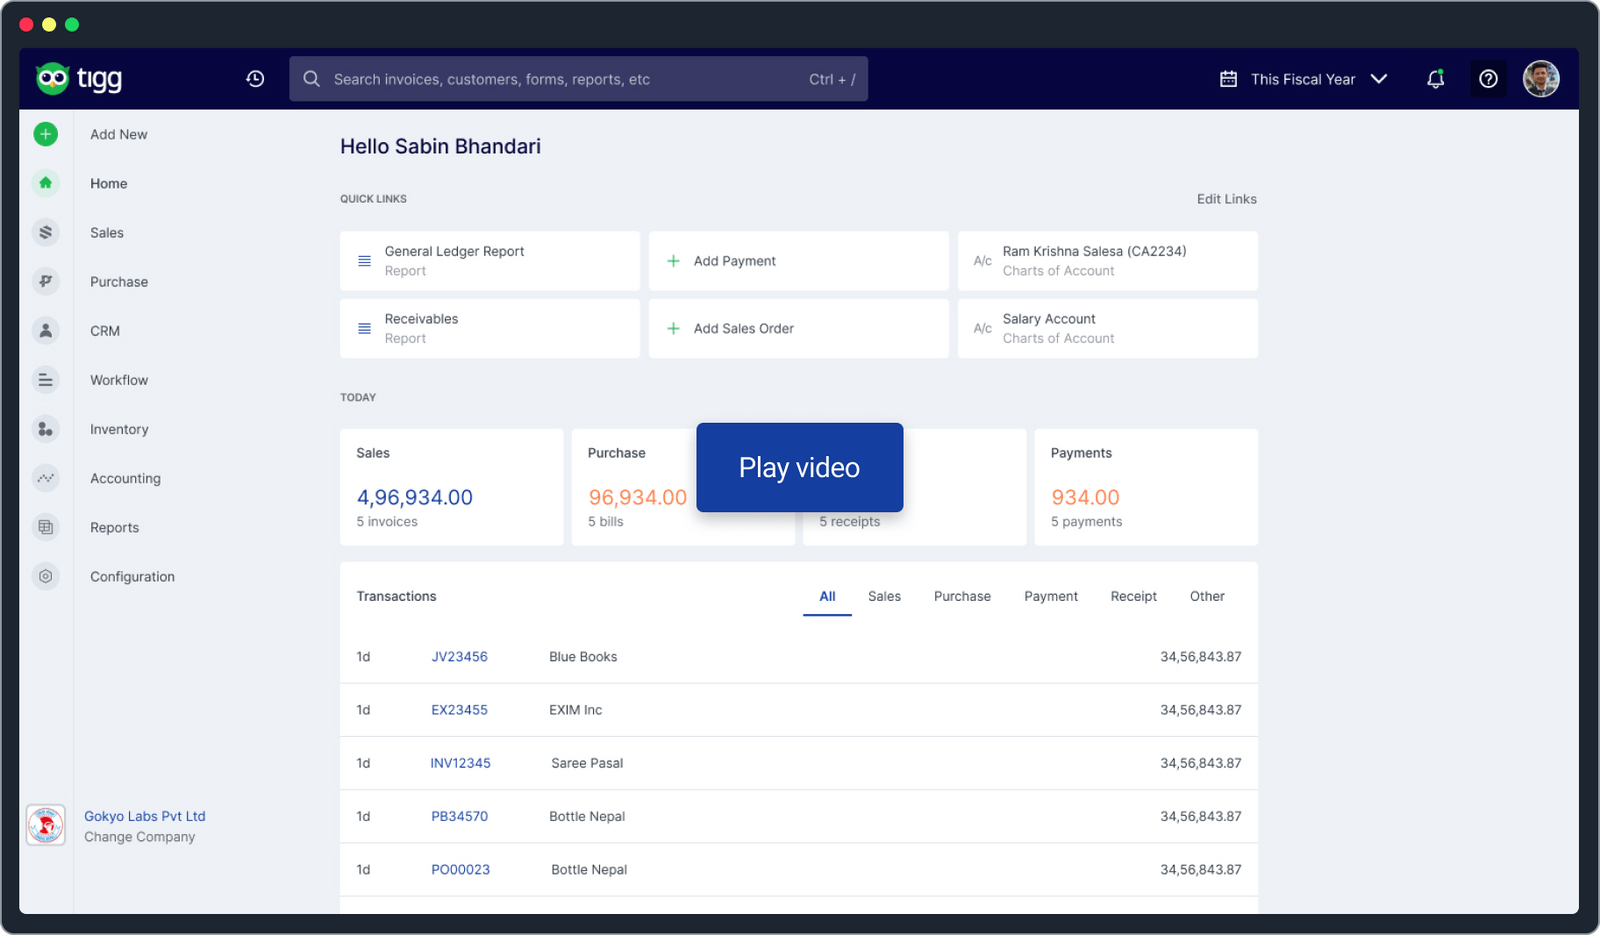 tigg
Search invoices, customers, forms, reports, etc
Ctrl + /
This Fiscal Year
Add New
Home
Sales
Purchase
CRM
Workflow
Inventory
Accounting
Reports
Configuration
Gokyo Labs Pvt Ltd
Change Company
Hello Sabin Bhandari
QUICK LINKS
Edit Links
General Ledger Report
Report
Add Payment
A/c
Ram Krishna Salesa (CA2234)
Charts of Account
Receivables
Report
Add Sales Order
A/c
Salary Account
Charts of Account
TODAY
Sales
4,96,934.00
5 invoices
Purchase
96,934.00
5 bills
Play video
5 receipts
Payments
934.00
5 payments
Transactions
All
Sales
Purchase
Payment
Receipt
Other
1d JV23456 Blue Books 34,56,843.87
1d EX23455 EXIM Inc 34,56,843.87
1d INV12345 Saree Pasal 34,56,843.87
1d PB34570 Bottle Nepal 34,56,843.87
1d PO00023 Bottle Nepal 34,56,843.87